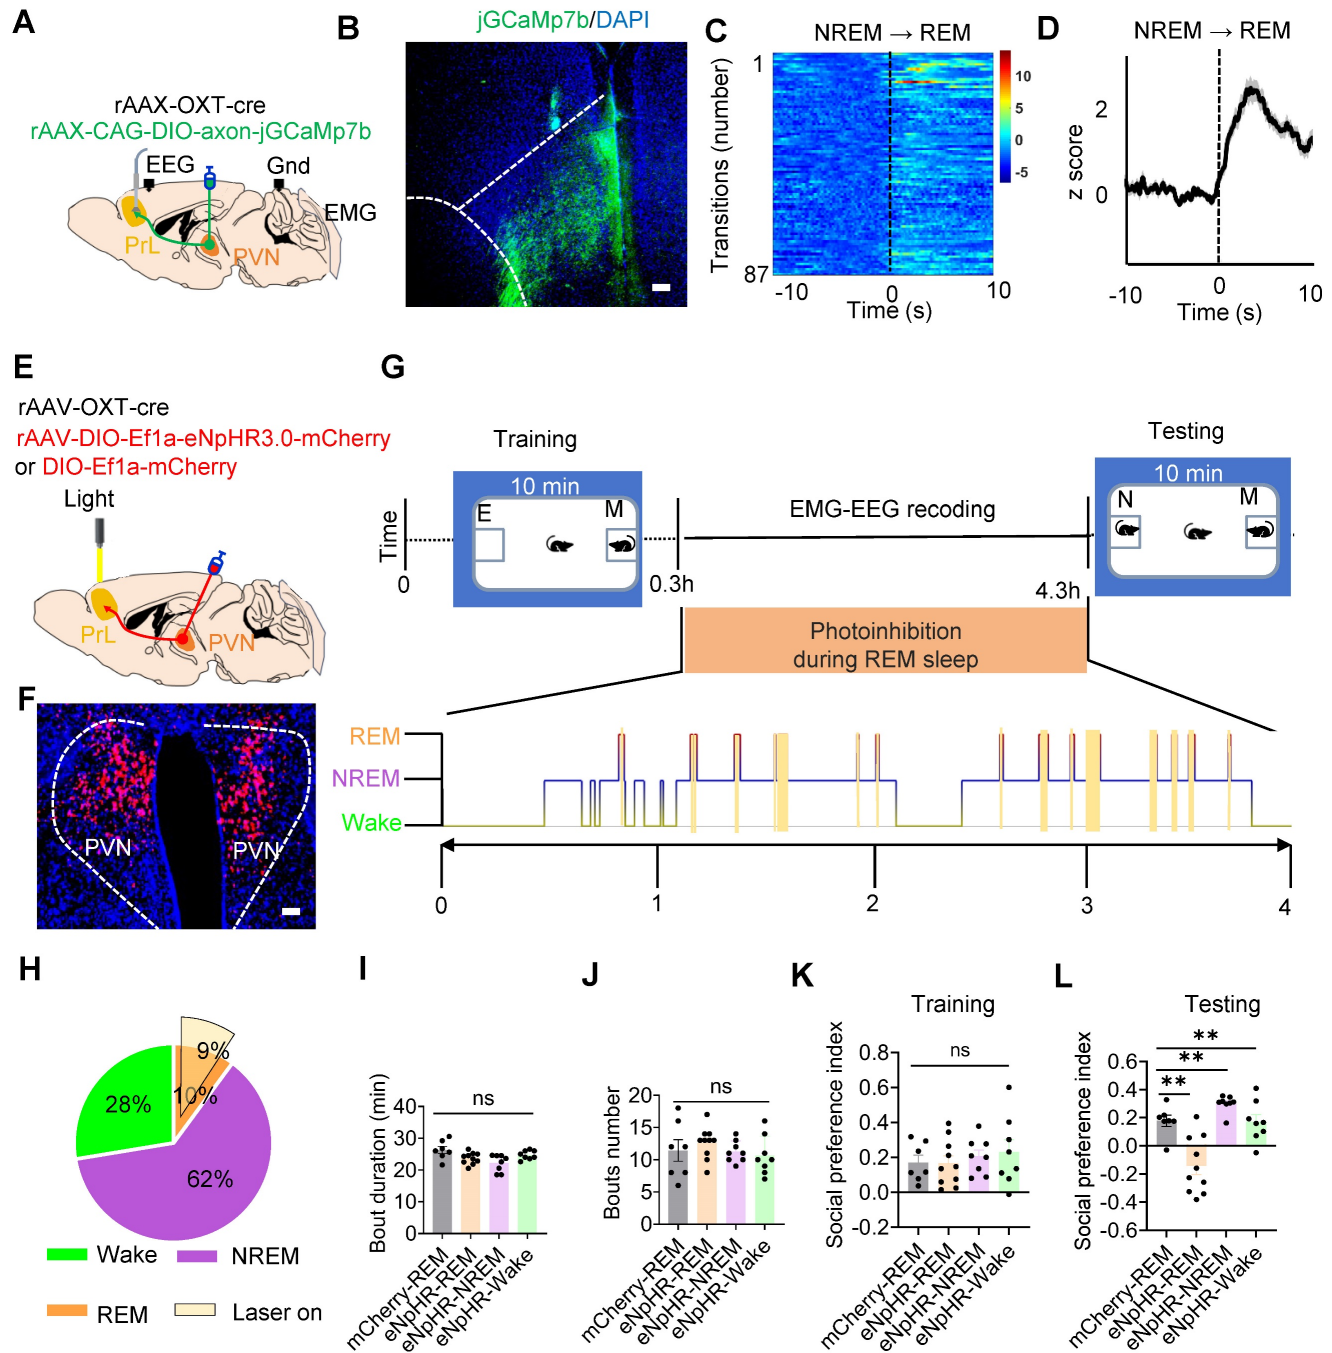 A
rAAX-OXT-cre
rAAX-CAG-DIO-axon-jGCaMp7b
EEG
Gnd
EMG
PrL
PVN
B
jGCaMp7b/DAPI
C
NREM → REM
Transitions (number)
1
87
-10
0
10
Time (s)
10
5
0
-5
D
NREM → REM
z score
2
0
-10
0
10
Time (s)
E
rAAV-OXT-cre
rAAV-DIO-Ef1a-eNpHR3.0-mCherry
or DIO-Ef1a-mCherry
Light
PrL
PVN
F
PVN
PVN
G
Training
Testing
10 min
E
M
10 min
N
M
Time
0
0.3h
EMG-EEG recoding
4.3h
Photoinhibition
during REM sleep
REM
NREM
Wake
0
1
2
3
4
H
9%
10%
28%
62%
Wake
NREM
REM
Laser on
I
Bout duration (min)
ns
40
30
20
10
0
mCherry-REM
eNpHR-REM
eNpHR-NREM
eNpHR-Wake
J
Bouts number
ns
20
15
10
5
0
mCherry-REM
eNpHR-REM
eNpHR-NREM
eNpHR-Wake
K
Training
Social preference index
ns
0.8
0.6
0.4
0.2
0.0
-0.2
mCherry-REM
eNpHR-REM
eNpHR-NREM
eNpHR-Wake
L
Testing
Social preference index
**
**
**
0.6
0.4
0.2
0.0
-0.2
-0.4
-0.6
mCherry-REM
eNpHR-REM
eNpHR-NREM
eNpHR-Wake